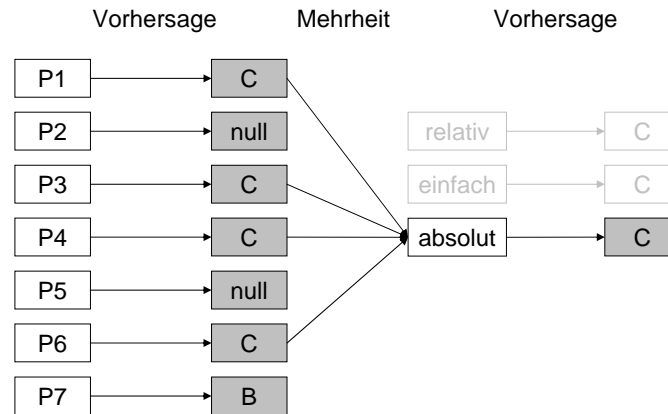 Vorhersage Mehrheit Vorhersage
P1 C
P2 null relativ C
P3 C einfach C
P4 C absolut C
P5 null
P6 C
P7 B